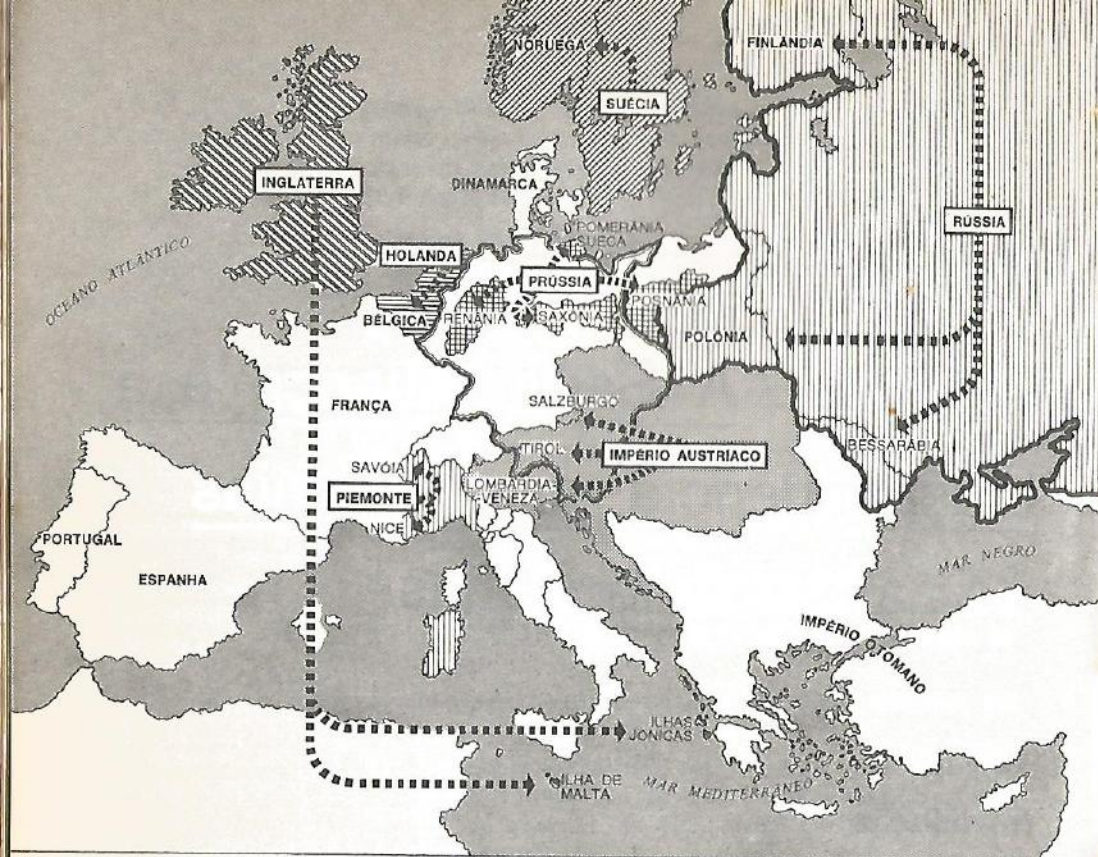 NORUEGA
FINLÂNDIA
SUÉCIA
INGLATERRA
DINAMARCA
RÚSSIA
POMERÂNIA
SUECA
OCEANO ATLÂNTICO
HOLANDA
PRÚSSIA
POSNÂNIA
BÉLGICA
RENÂNIA
SAXÔNIA
POLÔNIA
FRANÇA
SALZBURGO
BESSARÁBIA
TIROL
IMPÉRIO AUSTRÍACO
SAVÓIA
LOMBARDIA-
VENEZA
PIEMONTE
NICE
PORTUGAL
ESPANHA
MAR NEGRO
IMPÉRIO OTOMANO
ILHAS
JÔNICAS
ILHA DE
MALTA
MAR MEDITERRÂNEO